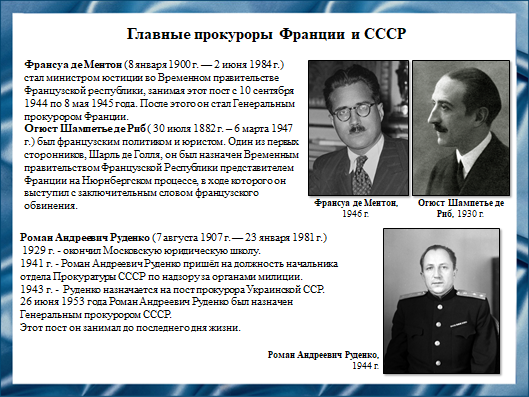 Главные прокуроры Франции и СССР
Франсуа де Ментон (8 января 1900 г. — 2 июня 1984 г.)
стал министром юстиции во Временном правительстве
Французской республики, занимая этот пост с 10 сентября
1944 по 8 мая 1945 года. После этого он стал Генеральным
прокурором Франции.
Огюст Шампетье де Риб ( 30 июля 1882 г. – 6 марта 1947
г.) был французским политиком и юристом. Один из первых
сторонников, Шарль де Голля, он был назначен Временным
правительством Французской Республики представителем
Франции на Нюрнбергском процессе, в ходе которого он
выступил с заключительным словом французского
обвинения.
Франсуа де Ментон,
1946 г.
Огюст Шампетье де
Риб, 1930 г.
Роман Андреевич Руденко (7 августа 1907 г. — 23 января 1981 г.)
1929 г. - окончил Московскую юридическую школу.
1941 г. - Роман Андреевич Руденко пришёл на должность начальника
отдела Прокуратуры СССР по надзору за органами милиции.
1943 г. - Руденко назначается на пост прокурора Украинской ССР.
26 июня 1953 года Роман Андреевич Руденко был назначен
Генеральным прокурором СССР.
Этот пост он занимал до последнего дня жизни.
Роман Андреевич Руденко,
1944 г.